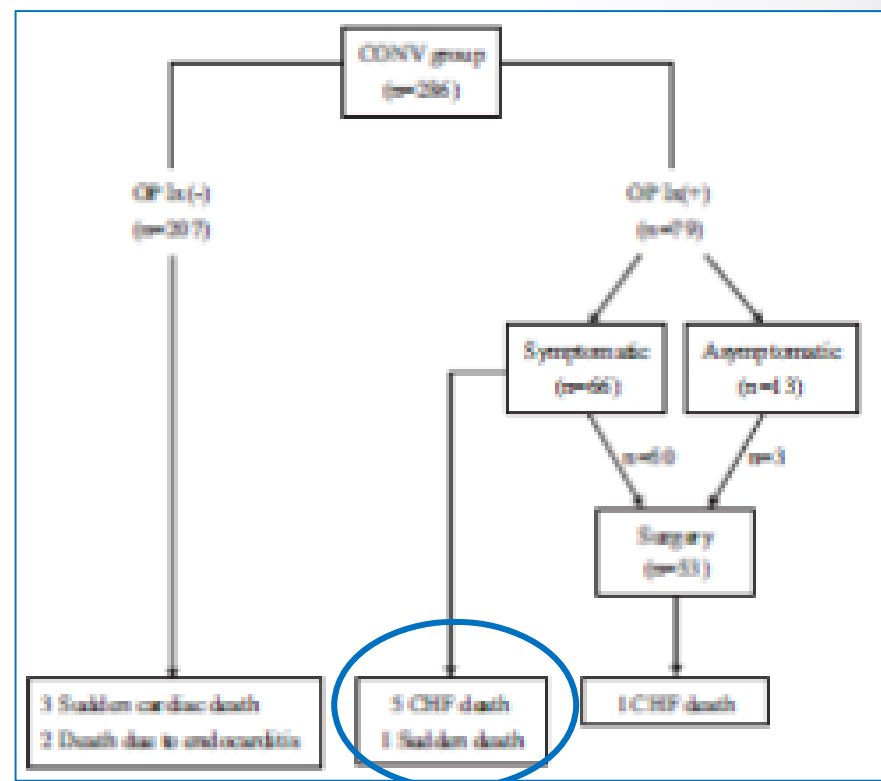 CONV group
(n=286)
OP Ix(-)
(n=207)
OP Ix(+)
(n=79)
Symptomatic
(n=66)
Asymptomatic
(n=13)
n=3
Surgery
(n=53)
3 Sudden cardiac death
2 Death due to endocarditis
5 CHF death
1 Sudden death
1 CHF death